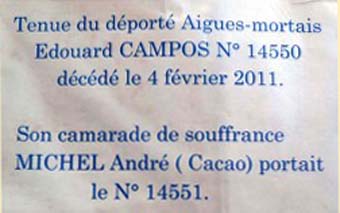 Tenue du déporté Aigues-mortais
Edouard CAMPOS N° 14550
décédé le 4 février 2011.
Son camarade de souffrance
MICHEL André ( Cacao) portait
le N° 14551.